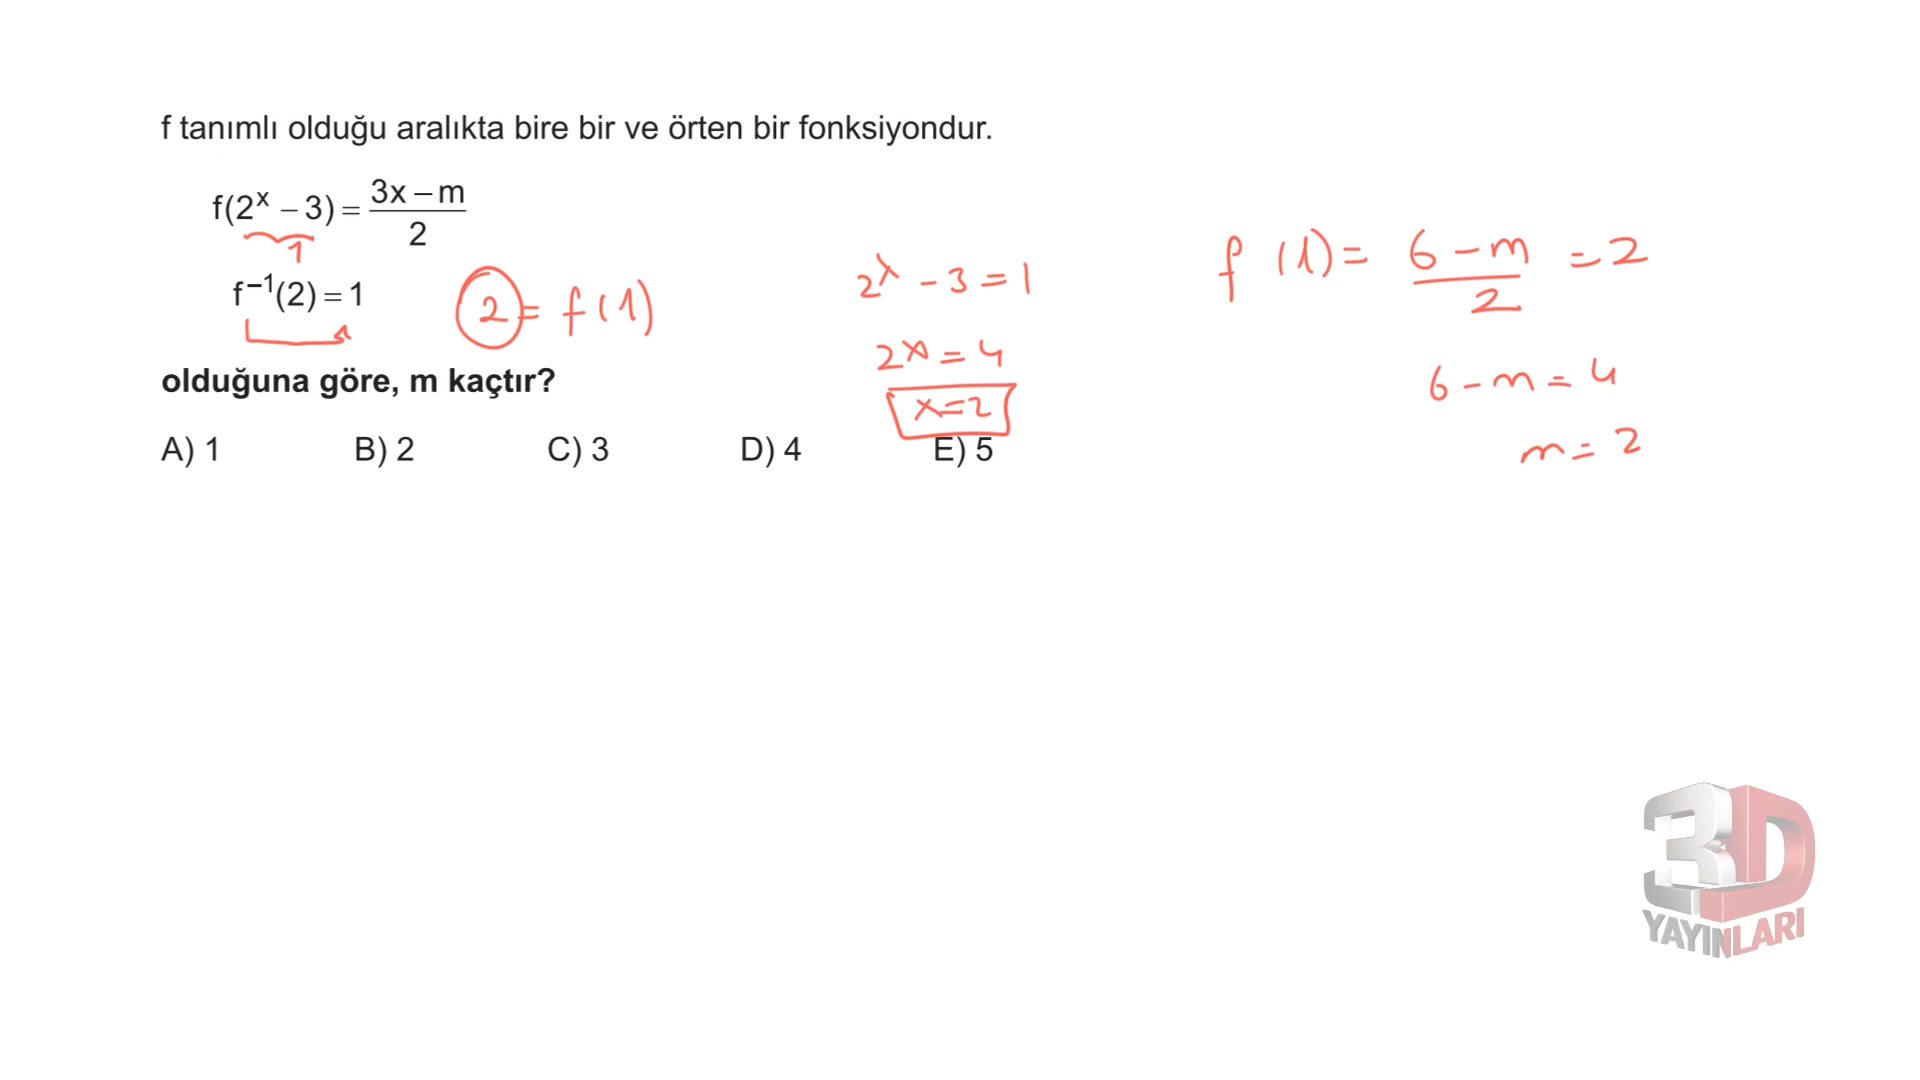 f tanımlı olduğu aralıkta bire bir ve örten bir fonksiyondur.
f(2^x − 3) = (3x − m)/2
1
f^−1(2) = 1
2 = f(1)
olduğuna göre, m kaçtır?
A) 1 B) 2 C) 3 D) 4 E) 5
2^x − 3 = 1
2^x = 4
x = 2
f(1) = (6 − m)/2 = 2
6 − m = 4
m = 2
3D
YAYINLARI